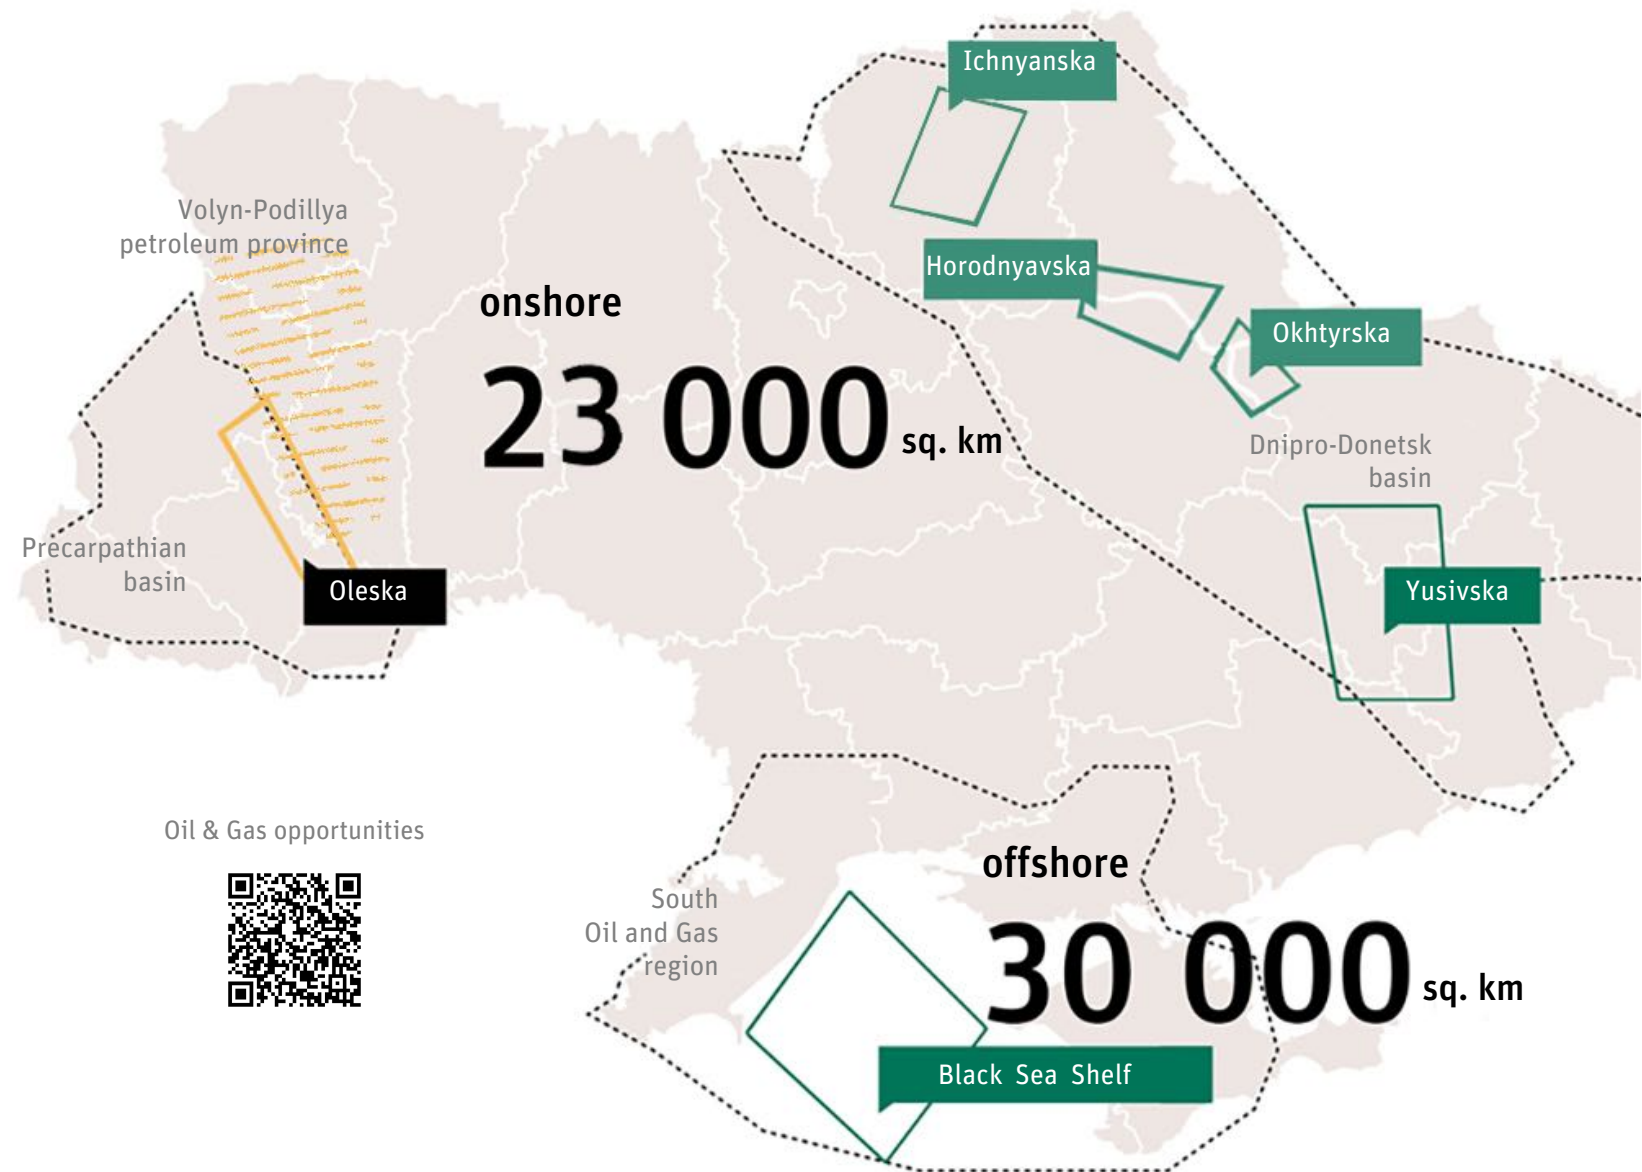 Ichnyanska
Volyn-Podillya
petroleum province
Horodnyavska
onshore
23 000 sq. km
Okhtyrska
Dnipro-Donetsk
basin
Precarpathian
basin
Oleska
Yusivska
Oil & Gas opportunities
offshore
30 000 sq. km
South
Oil and Gas
region
Black Sea Shelf